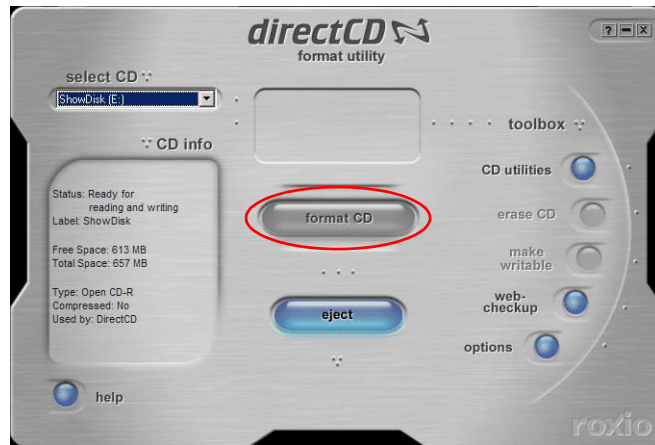 directCD
format utility
select CD
ShowDisk (E:)
CD info
Status: Ready for
reading and writing
Label: ShowDisk
Free Space: 613 MB
Total Space: 657 MB
Type: Open CD-R
Compressed: No
Used by: DirectCD
help
format CD
eject
? - X
toolbox
CD utilities
erase CD
make
writable
web-
checkup
options
roxio